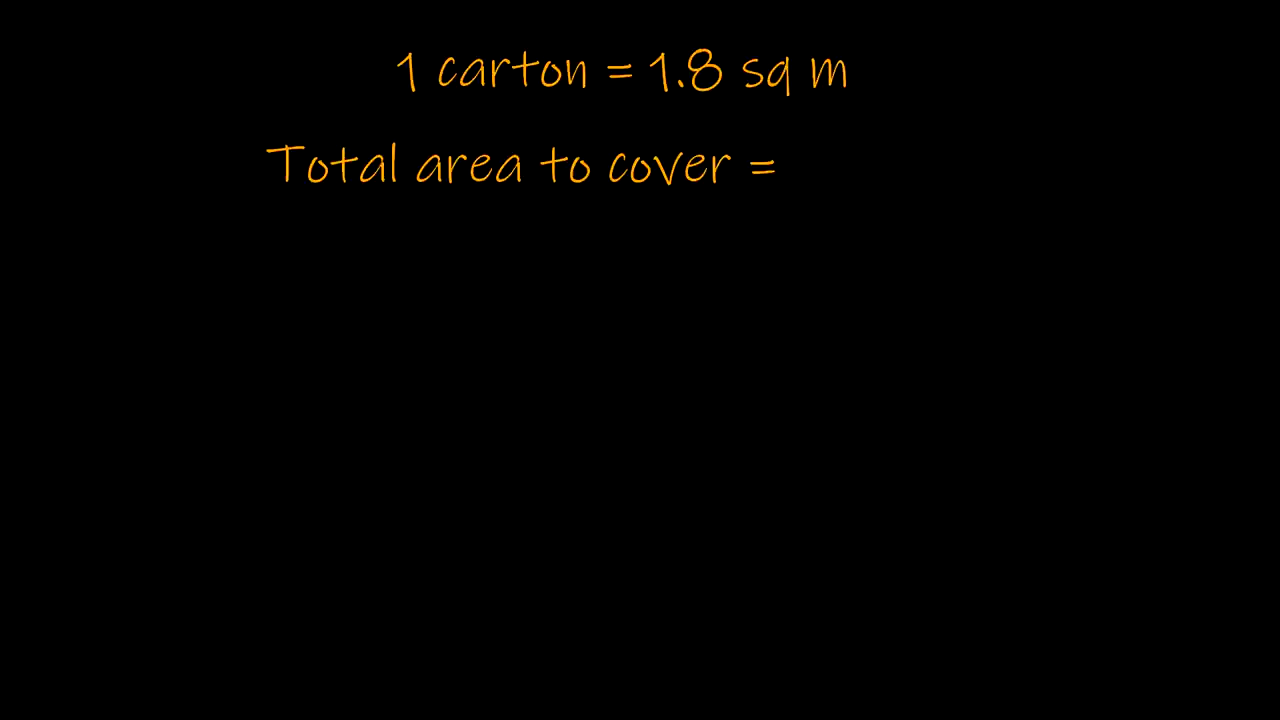 1 carton = 1.8 sq m
Total area to cover =